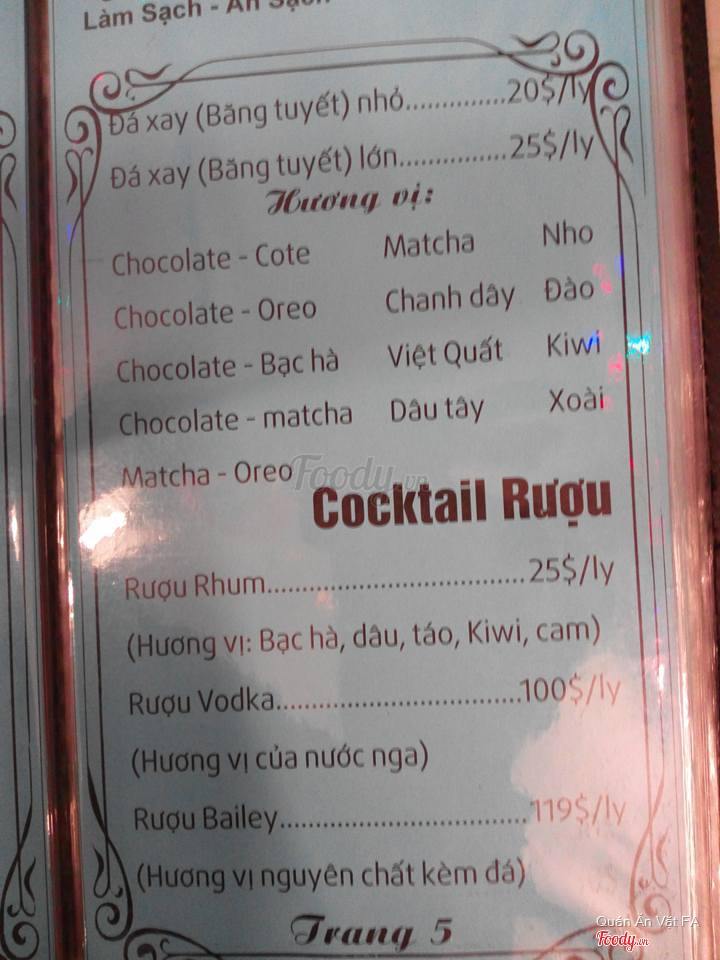 Làm Sạch - Ăn Sạch
Đá xay (Băng tuyết) nhỏ...............20$/ly
Đá xay (Băng tuyết) lớn................25$/ly
Hương vị:
Chocolate - Cote Matcha Nho
Chocolate - Oreo Chanh dây Đào
Chocolate - Bạc hà Việt Quất Kiwi
Chocolate - matcha Dâu tây Xoài
Matcha - Oreo
Foody.vn
Cocktail Rượu
Rượu Rhum.....................................25$/ly
(Hương vị: Bạc hà, dâu, táo, Kiwi, cam)
Rượu Vodka...................................100$/ly
(Hương vị của nước nga)
Rượu Bailey...................................119$/ly
(Hương vị nguyên chất kèm đá)
Trang 5
Quán Ăn Vặt FA
Foody.vn